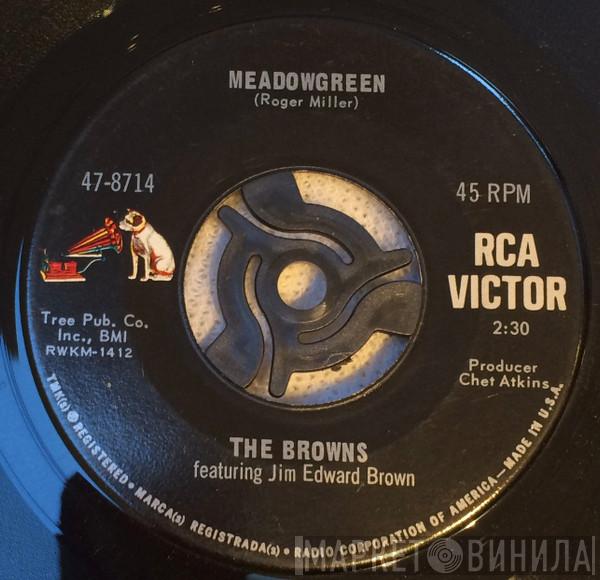 MEADOWGREEN
(Roger Miller)
47-8714
45 RPM
RCA
VICTOR
2:30
Tree Pub. Co.
Inc., BMI
RWKM-1412
Producer
Chet Atkins
THE BROWNS
featuring Jim Edward Brown
TMK(s) ® REGISTERED • MARCA(s) REGISTRADA(s) • RADIO CORPORATION OF AMERICA—MADE IN U.S.A.
МАРКЕТ ВИНИЛА